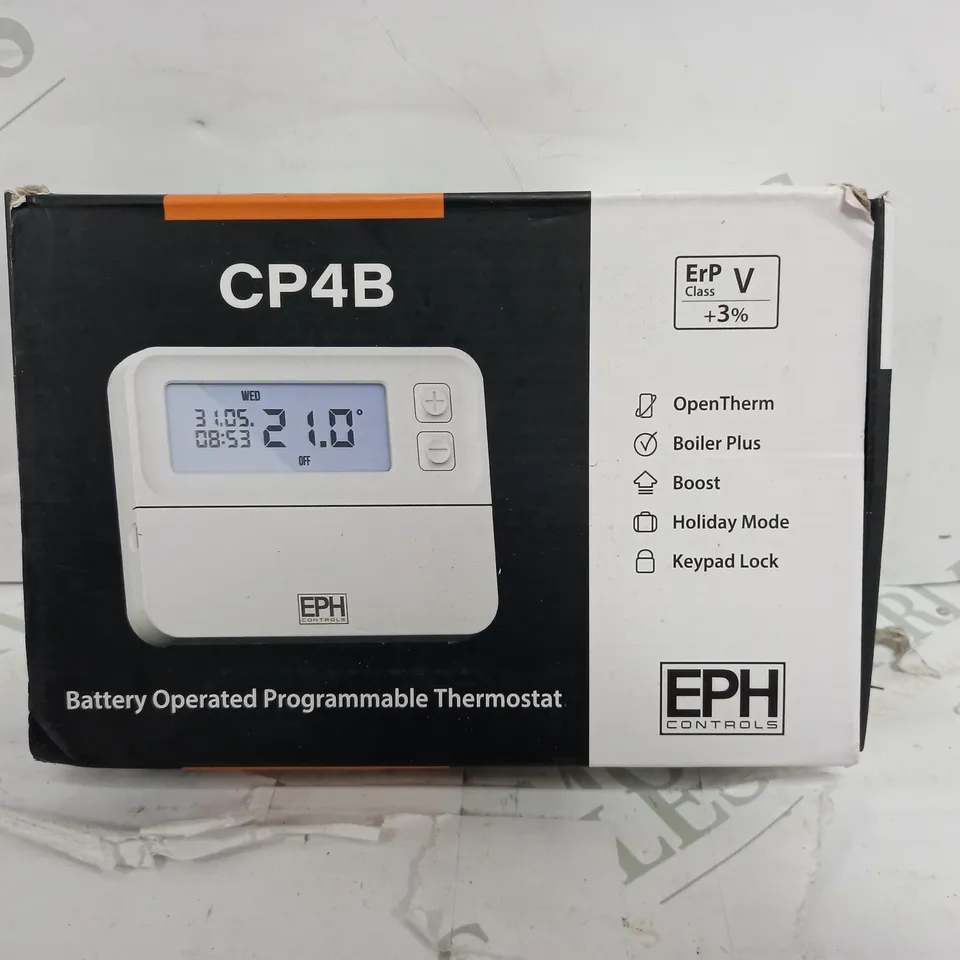 CP4B
WED
31.05.
08:53
21.0°
OFF
EPH
CONTROLS
Battery Operated Programmable Thermostat
ErP
Class V
+3%
OpenTherm
Boiler Plus
Boost
Holiday Mode
Keypad Lock
EPH
CONTROLS